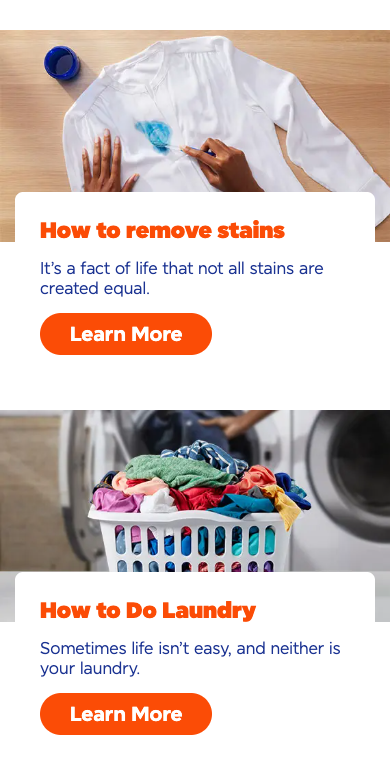 How to remove stains
It’s a fact of life that not all stains are
created equal.
Learn More
How to Do Laundry
Sometimes life isn’t easy, and neither is
your laundry.
Learn More